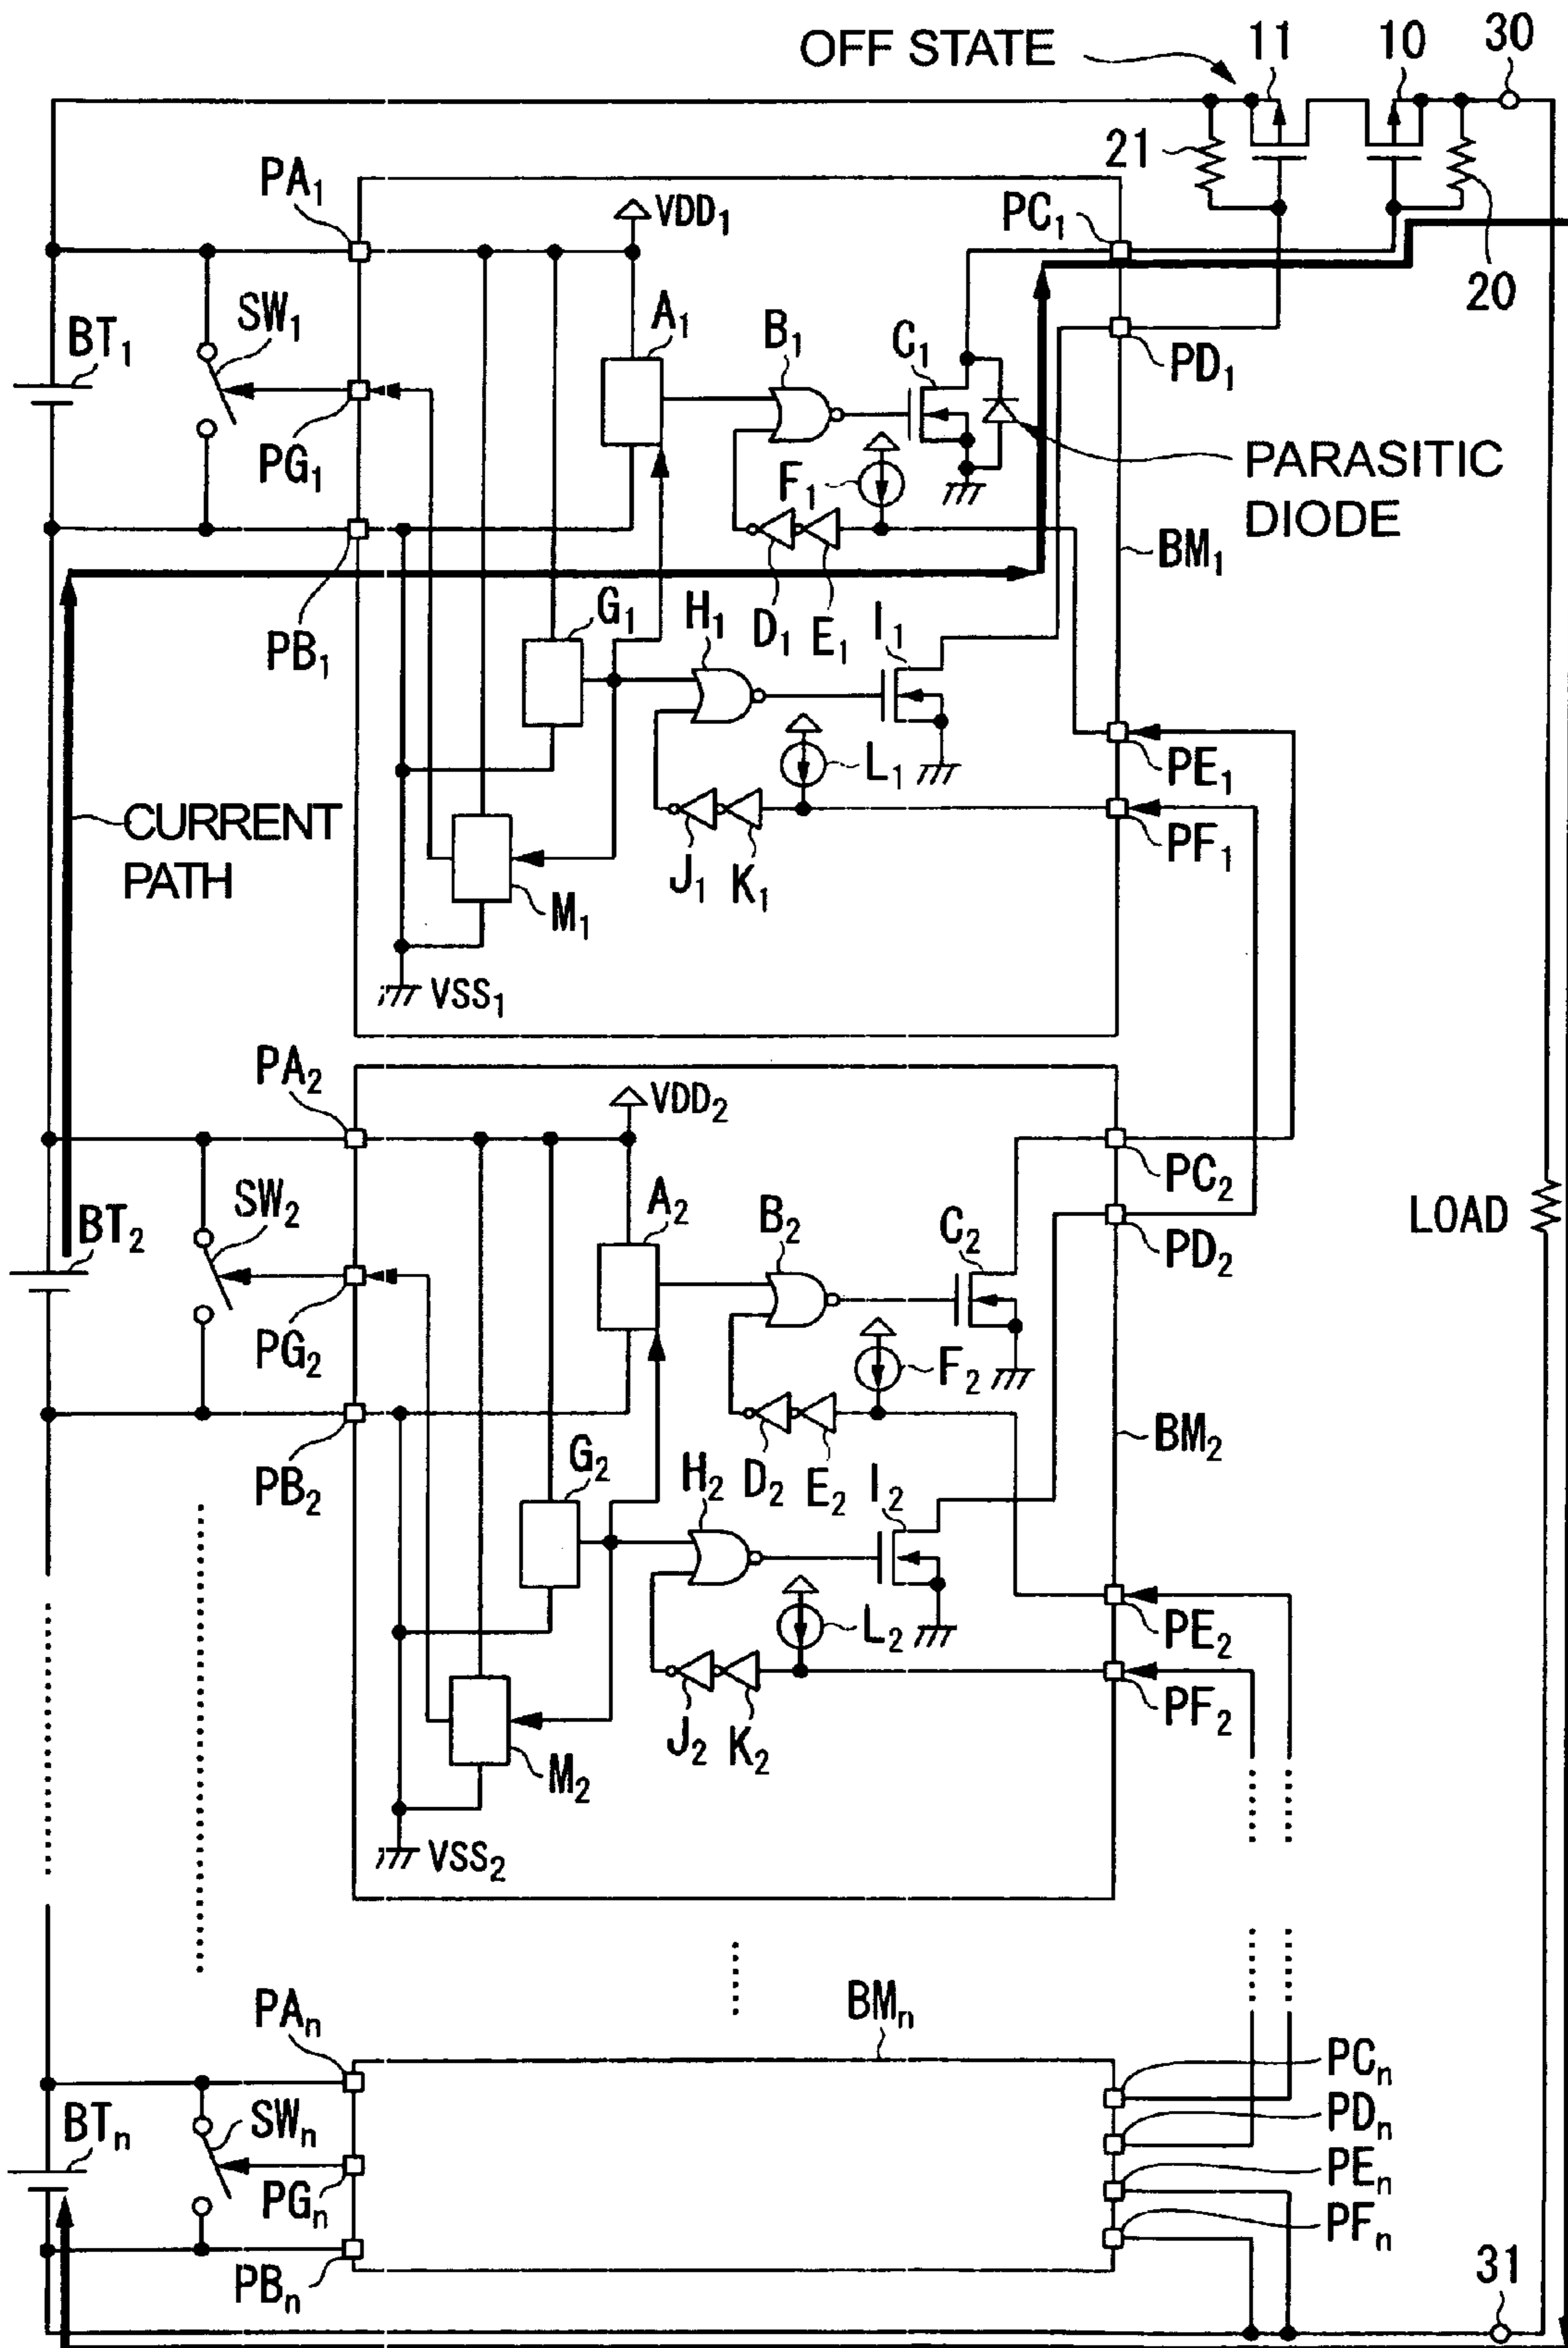 OFF STATE 11 10 30
21
PA1 VDD1 PC1
20
SW1 A1 B1 C1
BT1 PD1
PG1 F1 PARASITIC
DIODE
BM1
G1 H1 D1 E1 I1
PB1
L1 PE1
CURRENT
PATH
J1 K1 PF1
M1
VSS1
PA2
VDD2
PC2
SW2 A2 B2 C2 LOAD
BT2 PD2
PG2 F2
BM2
PB2 G2 H2 D2 E2 I2
L2 PE2
J2 K2 PF2
M2
VSS2
BMn
PAn
PCn
BTn SWn PDn
PGn PEn
PFn
PBn 31